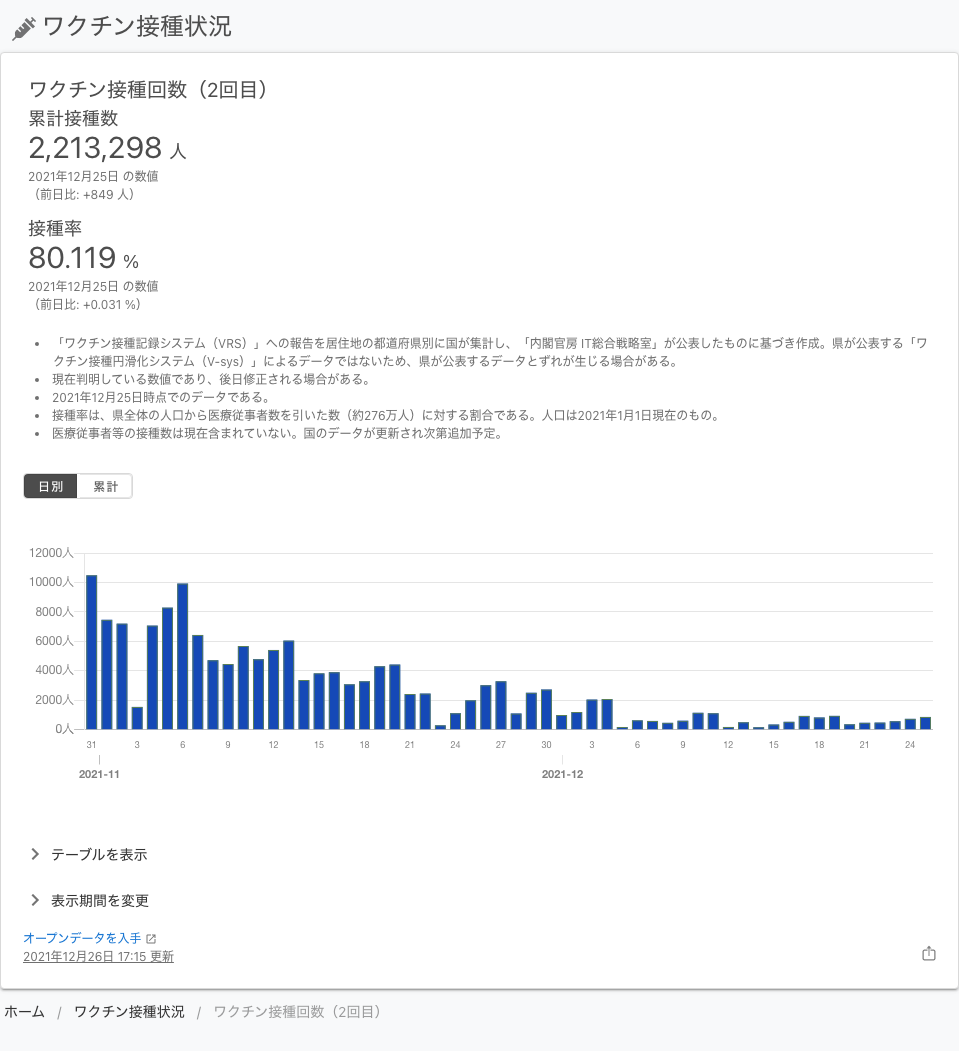 ワクチン接種状況
ワクチン接種回数（2回目）
累計接種数
2,213,298 人
2021年12月25日 の数値
（前日比: +849 人）
接種率
80.119 %
2021年12月25日 の数値
（前日比: +0.031 %）
• 「ワクチン接種記録システム（VRS）」への報告を居住地の都道府県別に国が集計し、「内閣官房 IT総合戦略室」が公表したものに基づき作成。県が公表する「ワ
クチン接種円滑化システム（V-sys）」によるデータではないため、県が公表するデータとずれが生じる場合がある。
• 現在判明している数値であり、後日修正される場合がある。
• 2021年12月25日時点でのデータである。
• 接種率は、県全体の人口から医療従事者数を引いた数（約276万人）に対する割合である。人口は2021年1月1日現在のもの。
• 医療従事者等の接種数は現在含まれていない。国のデータが更新され次第追加予定。
日別 累計
12000人
10000人
8000人
6000人
4000人
2000人
0人
31 3 6 9 12 15 18 21 24 27 30 3 6 9 12 15 18 21 24
2021-11 2021-12
テーブルを表示
表示期間を変更
オープンデータを入手
2021年12月26日 17:15 更新
ホーム / ワクチン接種状況 / ワクチン接種回数（2回目）